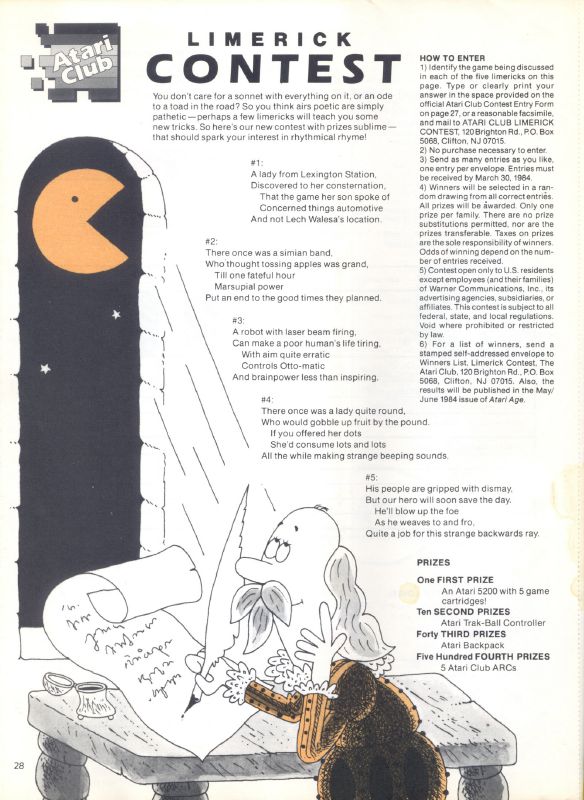 Atari
Club
LIMERICK
CONTEST
You don't care for a sonnet with everything on it, or an ode
to a toad in the road? So you think airs poetic are simply
pathetic — perhaps a few limericks will teach you some
new tricks. So here's our new contest with prizes sublime —
that should spark your interest in rhythmical rhyme!
#1:
A lady from Lexington Station,
Discovered to her consternation,
That the game her son spoke of
Concerned things automotive
And not Lech Walesa's location.
#2:
There once was a simian band,
Who thought tossing apples was grand,
Till one fateful hour
Marsupial power
Put an end to the good times they planned.
#3:
A robot with laser beam firing,
Can make a poor human's life tiring,
With aim quite erratic
Controls Otto-matic
And brainpower less than inspiring.
#4:
There once was a lady quite round,
Who would gobble up fruit by the pound.
If you offered her dots
She'd consume lots and lots
All the while making strange beeping sounds.
#5:
His people are gripped with dismay,
But our hero will soon save the day.
He'll blow up the foe
As he weaves to and fro,
Quite a job for this strange backwards ray.
HOW TO ENTER
1) Identify the game being discussed
in each of the five limericks on this
page. Type or clearly print your
answer in the space provided on the
official Atari Club Contest Entry Form
on page 27, or a reasonable facsimile,
and mail to ATARI CLUB LIMERICK
CONTEST, 120 Brighton Rd., P.O. Box
5068, Clifton, NJ 07015.
2) No purchase necessary to enter.
3) Send as many entries as you like,
one entry per envelope. Entries must
be received by March 30, 1984.
4) Winners will be selected in a ran-
dom drawing from all correct entries.
All prizes will be awarded. Only one
prize per family. There are no prize
substitutions permitted, nor are the
prizes transferable. Taxes on prizes
are the sole responsibility of winners.
Odds of winning depend on the num-
ber of entries received.
5) Contest open only to U.S. residents
except employees (and their families)
of Warner Communications, Inc., its
advertising agencies, subsidiaries, or
affiliates. This contest is subject to all
federal, state, and local regulations.
Void where prohibited or restricted
by law.
6) For a list of winners, send a
stamped self-addressed envelope to
Winners List, Limerick Contest, The
Atari Club, 120 Brighton Rd., P.O. Box
5068, Clifton, NJ 07015. Also, the
results will be published in the May/
June 1984 issue of Atari Age.
PRIZES
One FIRST PRIZE
An Atari 5200 with 5 game
cartridges!
Ten SECOND PRIZES
Atari Trak-Ball Controller
Forty THIRD PRIZES
Atari Backpack
Five Hundred FOURTH PRIZES
5 Atari Club ARCs
28